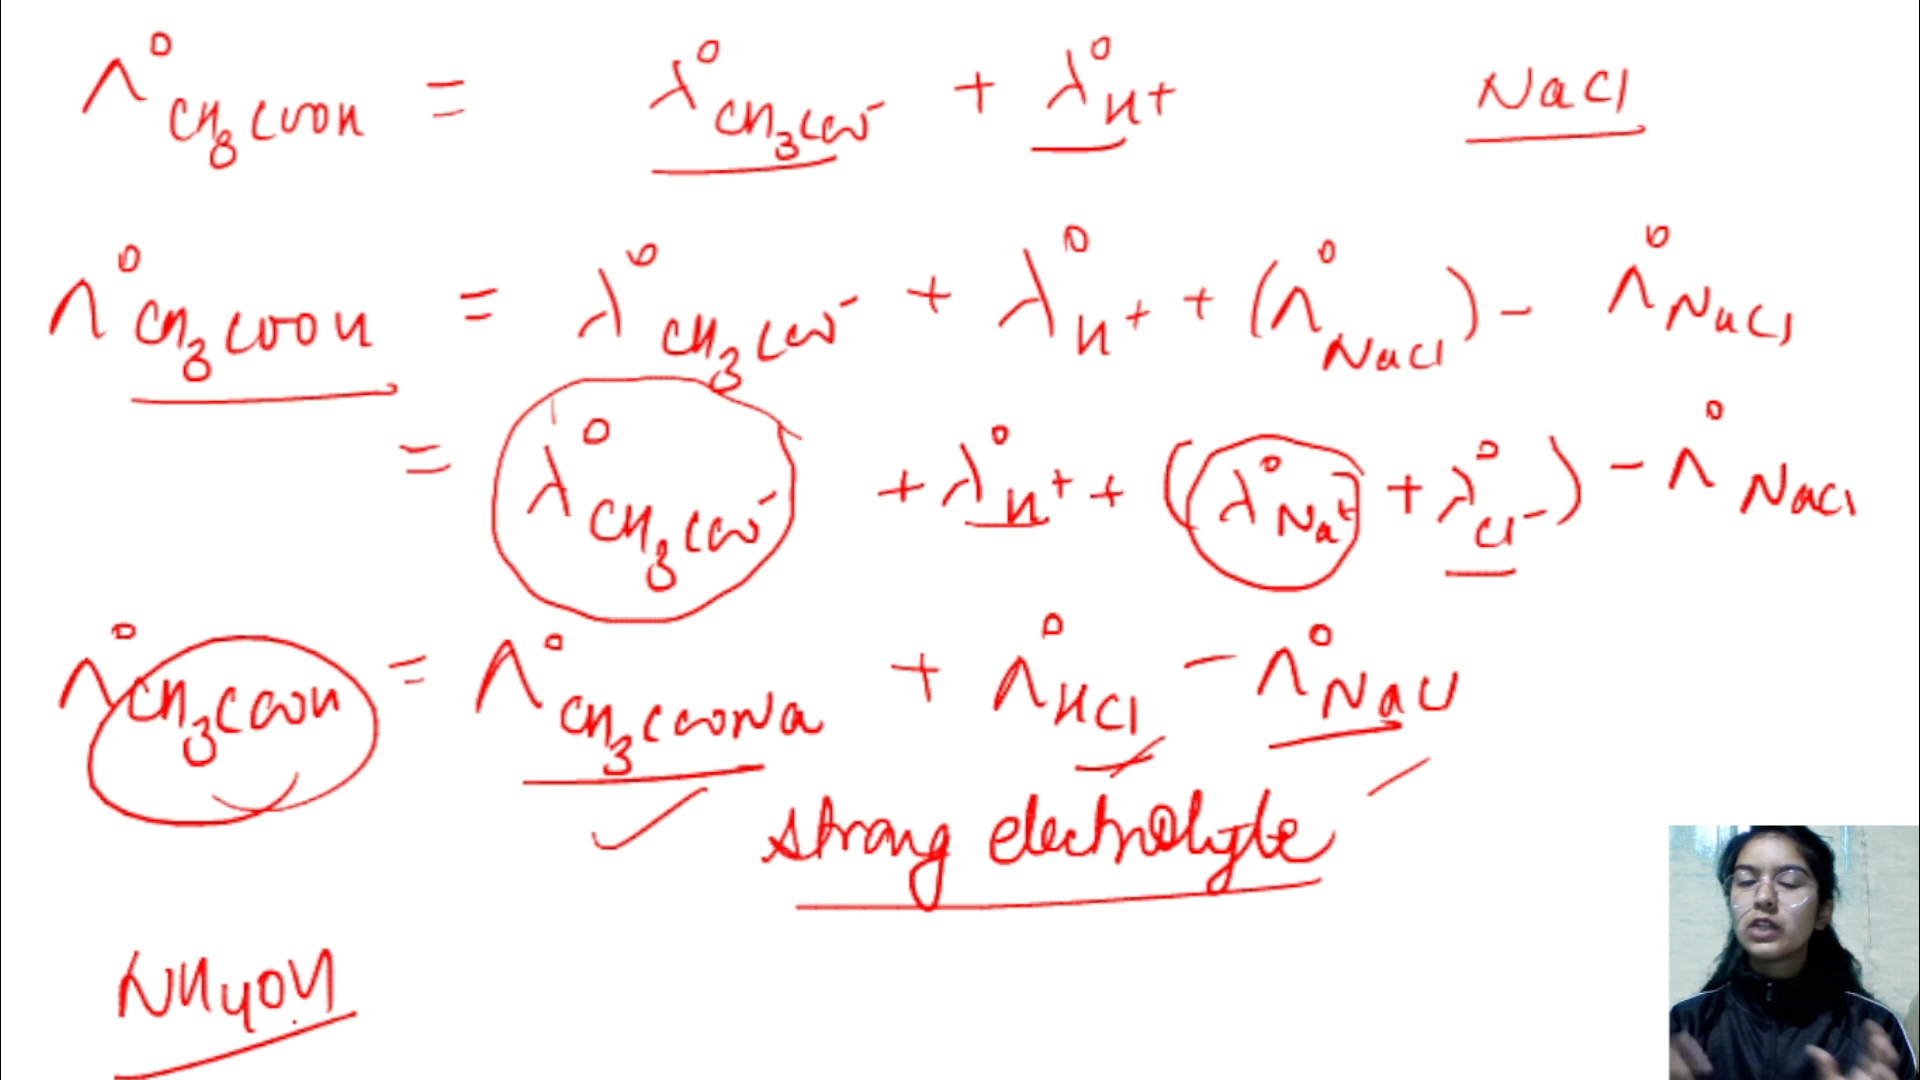 Λ° CH3COOH = λ° CH3COO⁻ + λ° H⁺ NaCl
Λ° CH3COOH = λ° CH3COO⁻ + λ° H⁺ + (Λ° NaCl) - Λ° NaCl
= λ° CH3COO⁻ + λ° H⁺ + (λ° Na⁺ + λ° Cl⁻) - Λ° NaCl
Λ° CH3COOH = Λ° CH3COONa + Λ° HCl - Λ° NaCl
strong electrolyte
NH4OH